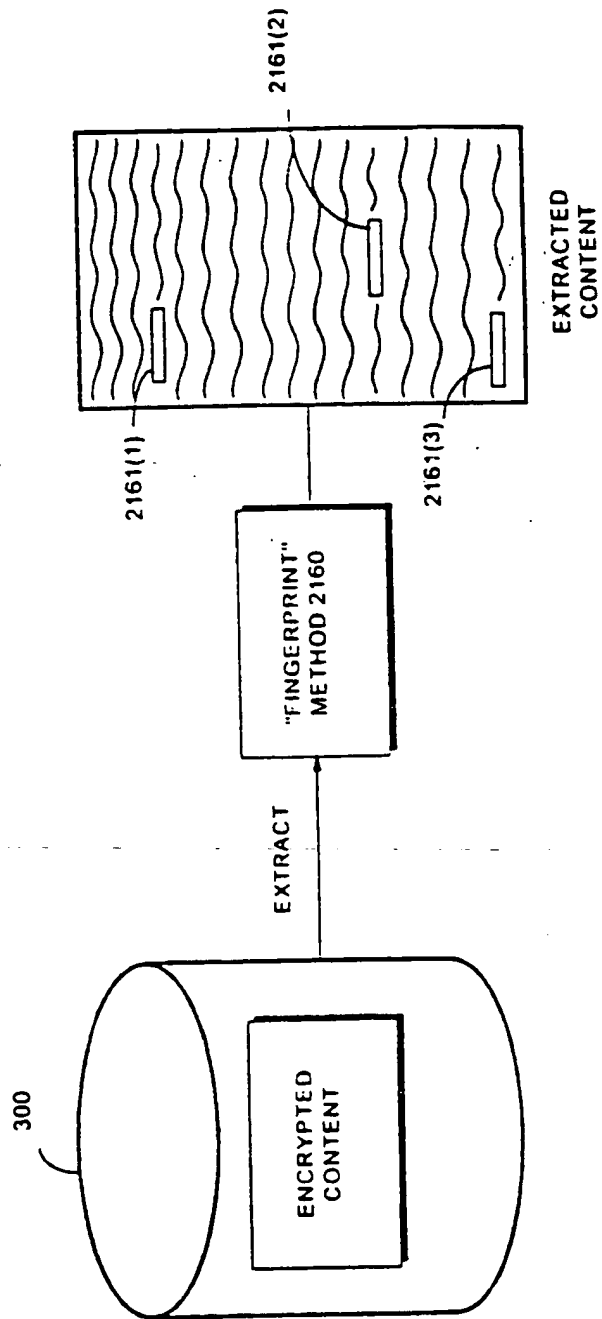 300
ENCRYPTED
CONTENT
EXTRACT
"FINGERPRINT"
METHOD 2160
2161(1)
2161(2)
2161(3)
EXTRACTED
CONTENT